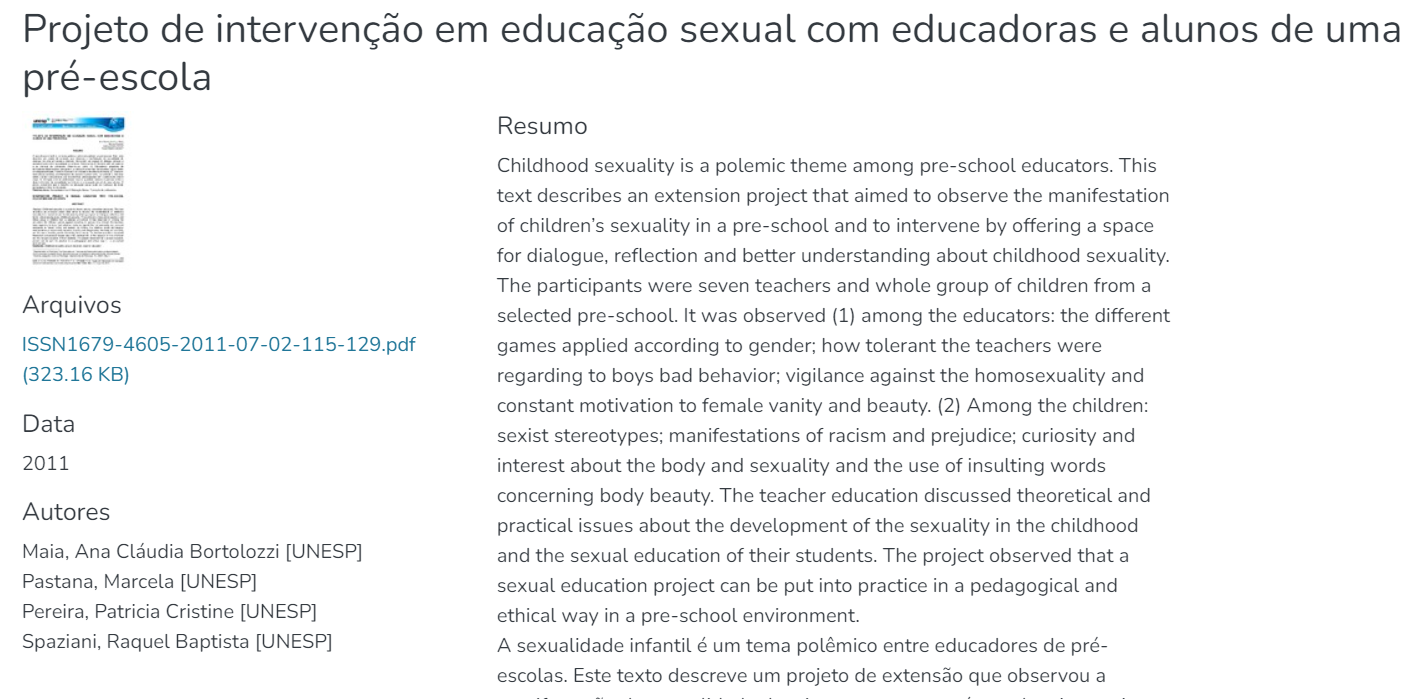 Projeto de intervenção em educação sexual com educadoras e alunos de uma
pré-escola
Arquivos
ISSN1679-4605-2011-07-02-115-129.pdf
(323.16 KB)
Data
2011
Autores
Maia, Ana Cláudia Bortolozzi [UNESP]
Pastana, Marcela [UNESP]
Pereira, Patricia Cristine [UNESP]
Spaziani, Raquel Baptista [UNESP]
Resumo
Childhood sexuality is a polemic theme among pre-school educators. This
text describes an extension project that aimed to observe the manifestation
of children’s sexuality in a pre-school and to intervene by offering a space
for dialogue, reflection and better understanding about childhood sexuality.
The participants were seven teachers and whole group of children from a
selected pre-school. It was observed (1) among the educators: the different
games applied according to gender; how tolerant the teachers were
regarding to boys bad behavior; vigilance against the homosexuality and
constant motivation to female vanity and beauty. (2) Among the children:
sexist stereotypes; manifestations of racism and prejudice; curiosity and
interest about the body and sexuality and the use of insulting words
concerning body beauty. The teacher education discussed theoretical and
practical issues about the development of the sexuality in the childhood
and the sexual education of their students. The project observed that a
sexual education project can be put into practice in a pedagogical and
ethical way in a pre-school environment.
A sexualidade infantil é um tema polêmico entre educadores de pré-
escolas. Este texto descreve um projeto de extensão que observou a